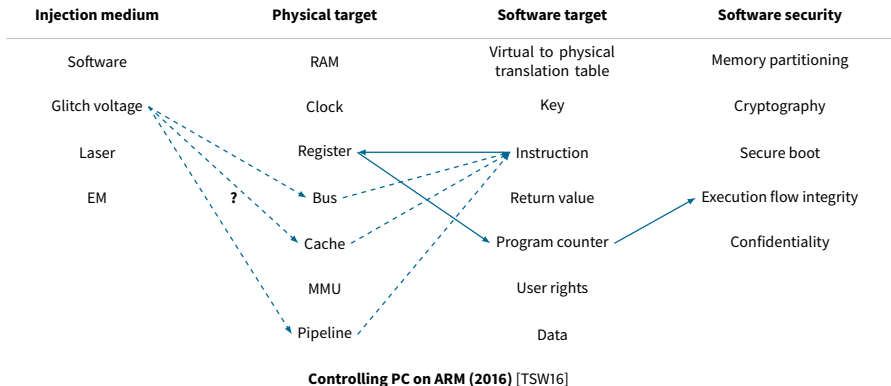 Injection medium Physical target Software target Software security
Software RAM Virtual to physical translation table Memory partitioning
Glitch voltage Clock Key Cryptography
Laser Register Instruction Secure boot
EM ? Bus Return value Execution flow integrity
Cache Program counter Confidentiality
MMU User rights
Pipeline Data
Controlling PC on ARM (2016) [TSW16]